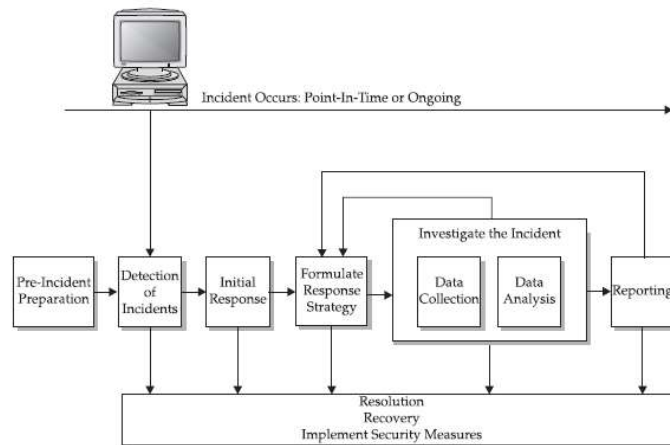 Incident Occurs: Point-In-Time or Ongoing
Pre-Incident
Preparation
Detection
of
Incidents
Initial
Response
Formulate
Response
Strategy
Investigate the Incident
Data
Collection
Data
Analysis
Reporting
Resolution
Recovery
Implement Security Measures